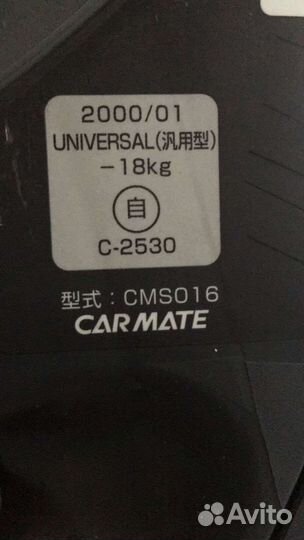 2000/01
UNIVERSAL(汎用型)
-18kg
自
C-2530
型式：CMS016
CARMATE
Avito